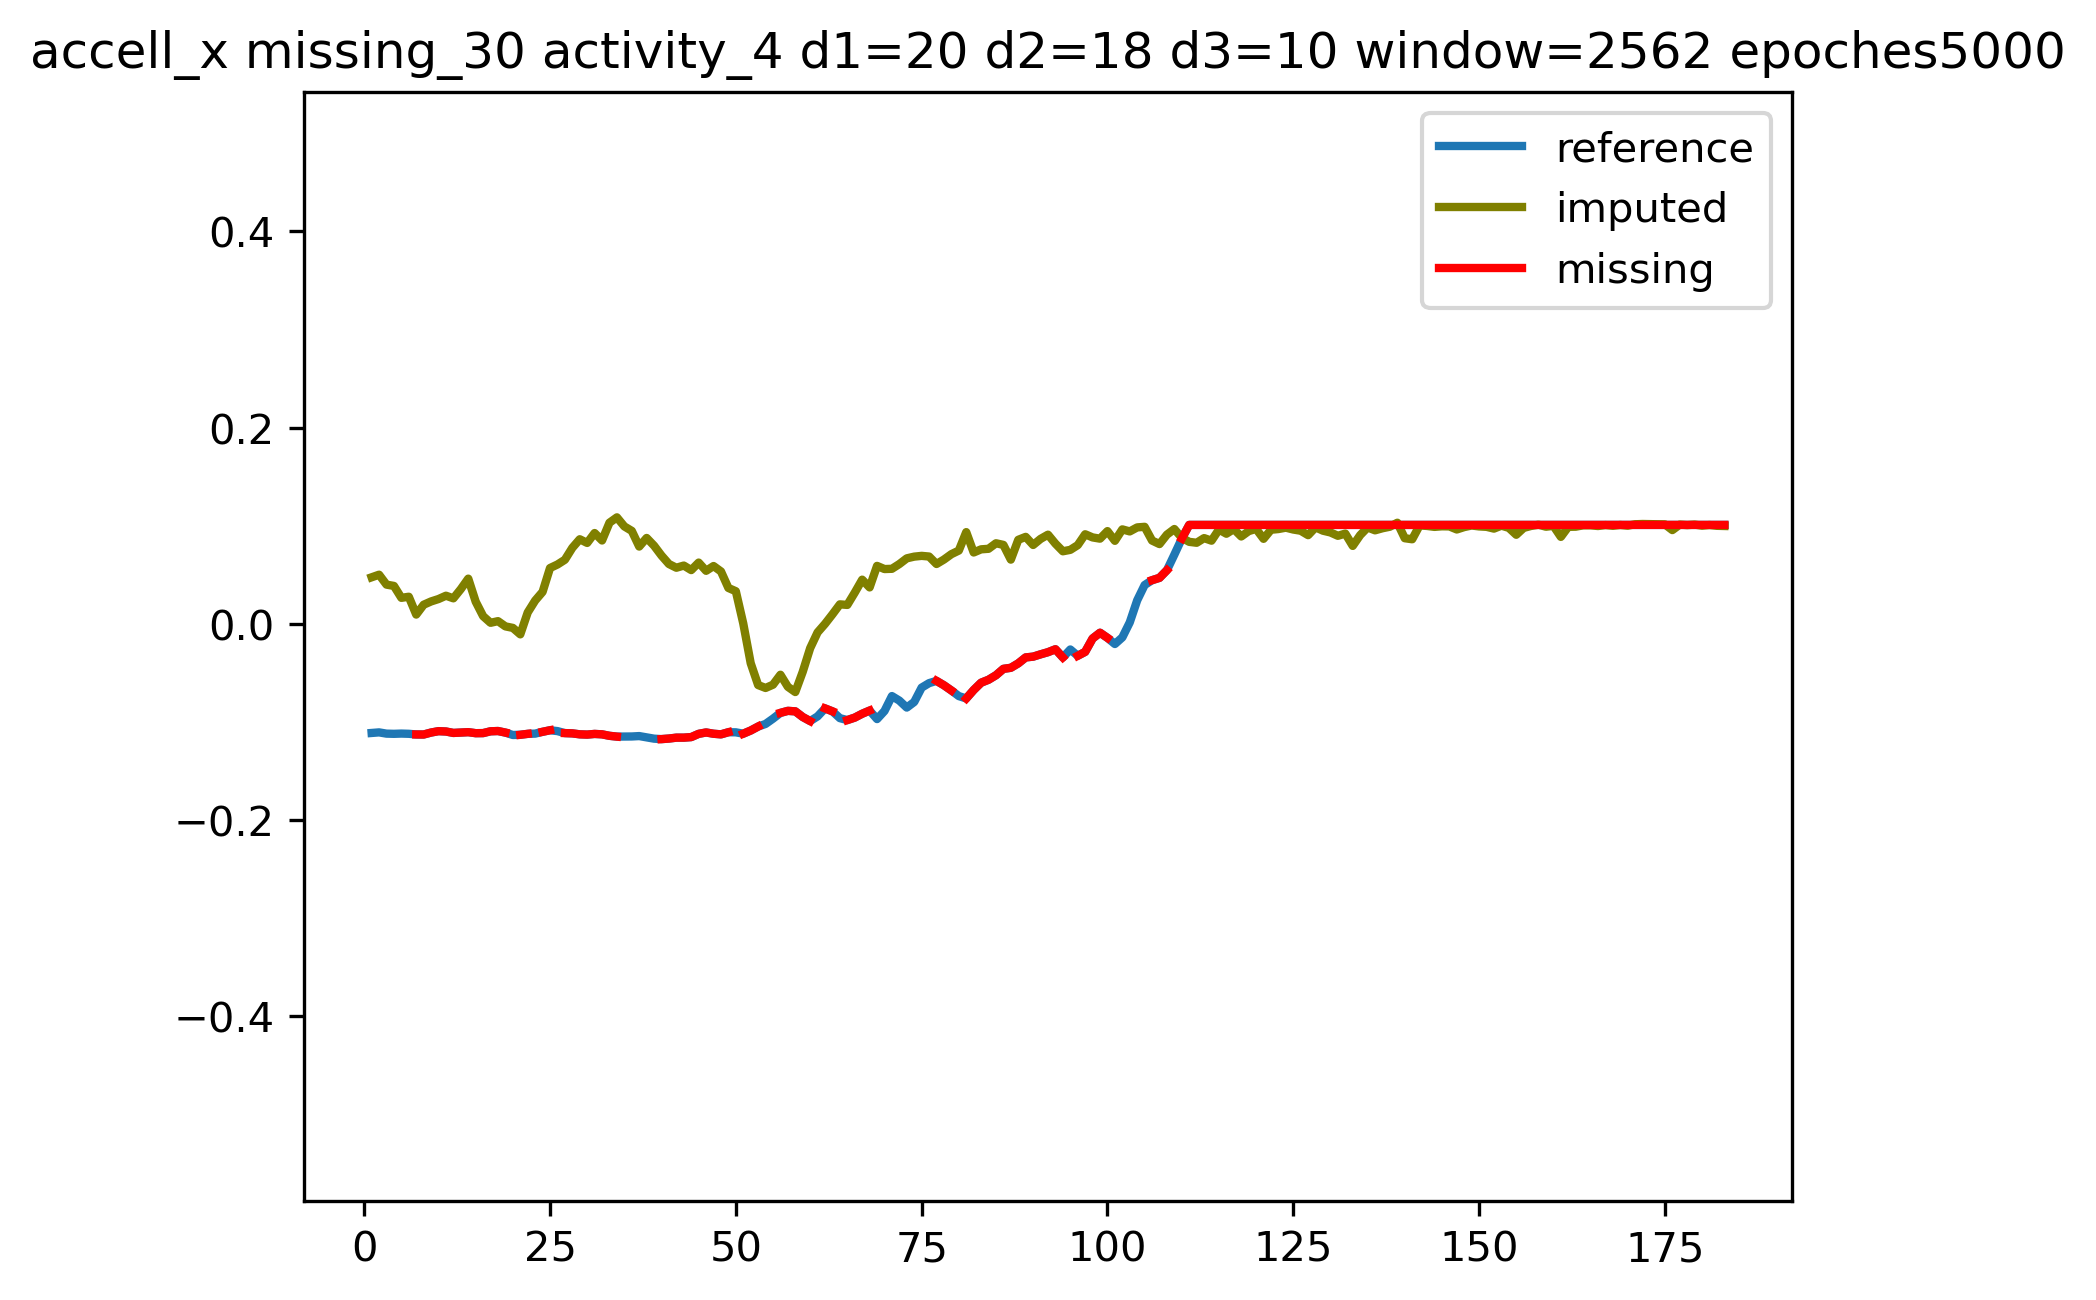 accell_x missing_30 activity_4 d1=20 d2=18 d3=10 window=2562 epoches5000
reference
imputed
missing
0.4
0.2
0.0
−0.2
−0.4
0 25 50 75 100 125 150 175